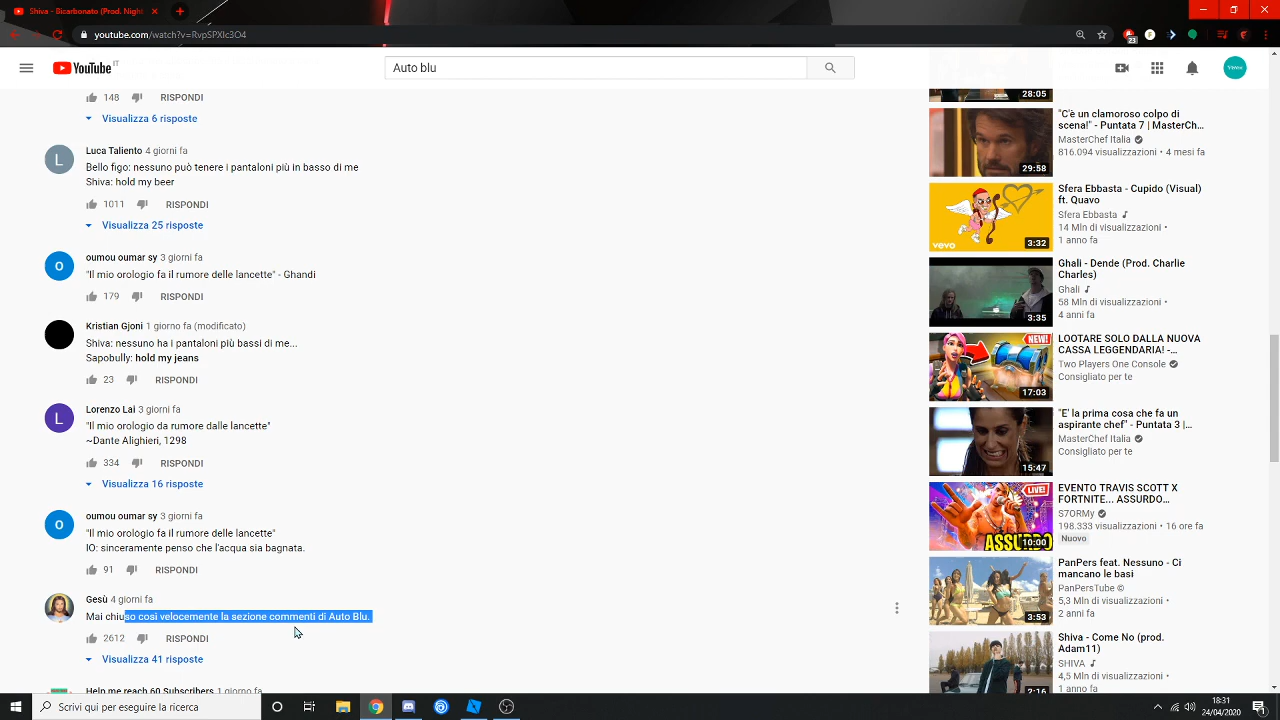 Shiva - Bicarbonato (Prod. Night
youtube.com/watch?v=RvpSPXlc3O4
23
YouTube IT
Auto blu
148 RISPONDI
Visualizza 6 risposte
L
Luca Taliento 4 giorni fa
Bello figo: nessuno può tenere i pantaloni più in basso di me
Shiva: hold my beer
1011 RISPONDI
Visualizza 25 risposte
o
oumou oumar sy 3 giorni fa
"Il mio orologio fa il rumore delle lancette" - Ghandi
179 RISPONDI
Kristian Gjoni 1 giorno fa (modificato)
Shiva: nessuno ha i pantaloni più bassi di me...
Sapobully: hold my jeans
23 RISPONDI
L
Lorenzo Lai 3 giorni fa
"Il mio orologio da rumore dalle lancette"
~Dante Alighieri, 1298
334 RISPONDI
Visualizza 16 risposte
o
oumou oumar sy 3 giorni fa
"Il mio orologio fa il rumore delle lancette"
IO: sinceramente penso che l'acqua sia bagnata.
91 RISPONDI
Gesù 4 giorni fa
Mai chiuso così velocemente la sezione commenti di Auto Blu.
2612 RISPONDI
Visualizza 41 risposte
Help me reach 60 Subscribers 1 giorno fa
28:05
"C'è un clamoroso colpo di
scena!" - Puntata 7 | MasterCh...
MasterChef Italia
816.094 visualizzazioni • 4 mesi fa
29:58
Sfera Ebbasta - Cupido (Visual)
ft. Quavo
Sfera Ebbasta
14 Mln di visualizzazioni •
1 anno fa
vevo
3:32
Ghali - Dende (Prod. Charlie
Charles)
Ghali
58 Mln di visualizzazioni •
4 anni fa
3:35
LOOTARE SOLO DALLA NUOVA
CASSA LEGGENDARIA! -...
Two Players One Console
Consigliato per te
NEW!
17:03
"E' la prima cosa che fa un
aspirante chef" - Puntata 3 |...
MasterChef Italia
Consigliato per te
15:47
EVENTO TRAVIS SCOTT X
FORTNITE... ASSURDO...
S7ORMy
198.333 visualizzazioni • 16 ore fa
Nuovo
LIVE!
ASSURDO
10:00
PanPers feat. Nessuno - Ci
mancano le basi
PanPersTube ©
5,3 Mln di visualizzazioni •
2 anni fa
3:53
Shiva - Come No (prod.
Adam11)
SHIVA
4,5 Mln di visualizzazioni •
1 anno fa
2:16
Scrivi qui per eseguire la ricerca
18:31
24/04/2020